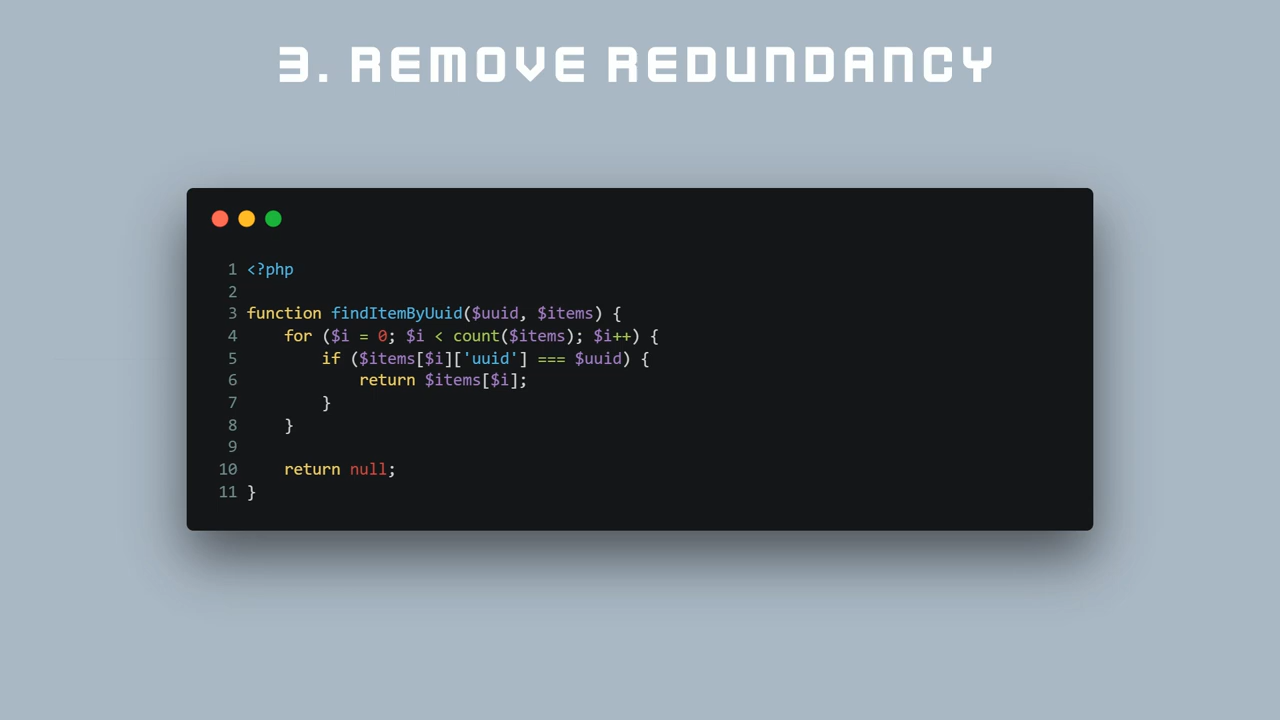 3. REMOVE REDUNDANCY
1 <?php
2
3 function findItemByUuid($uuid, $items) {
4     for ($i = 0; $i < count($items); $i++) {
5         if ($items[$i]['uuid'] === $uuid) {
6             return $items[$i];
7         }
8     }
9
10     return null;
11 }